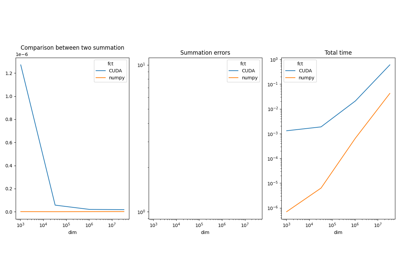 Comparison between two summation
1e−6
fct
CUDA
numpy
1.2
1.0
0.8
0.6
0.4
0.2
0.0
10³ 10⁴ 10⁵ 10⁶ 10⁷
dim
Summation errors
fct
CUDA
numpy
10¹
10⁰
10³ 10⁴ 10⁵ 10⁶ 10⁷
dim
Total time
fct
CUDA
numpy
10⁰
10⁻¹
10⁻²
10⁻³
10⁻⁴
10⁻⁵
10⁻⁶
10³ 10⁴ 10⁵ 10⁶ 10⁷
dim